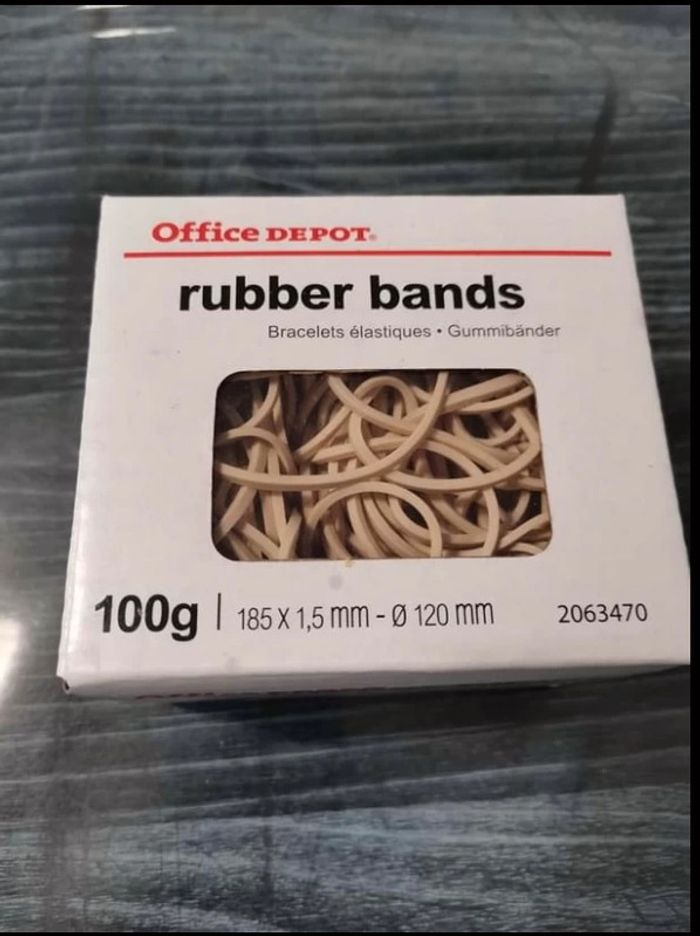 Office DEPOT®
rubber bands
Bracelets élastiques • Gummibänder
100g | 185 X 1,5 mm - Ø 120 mm 2063470